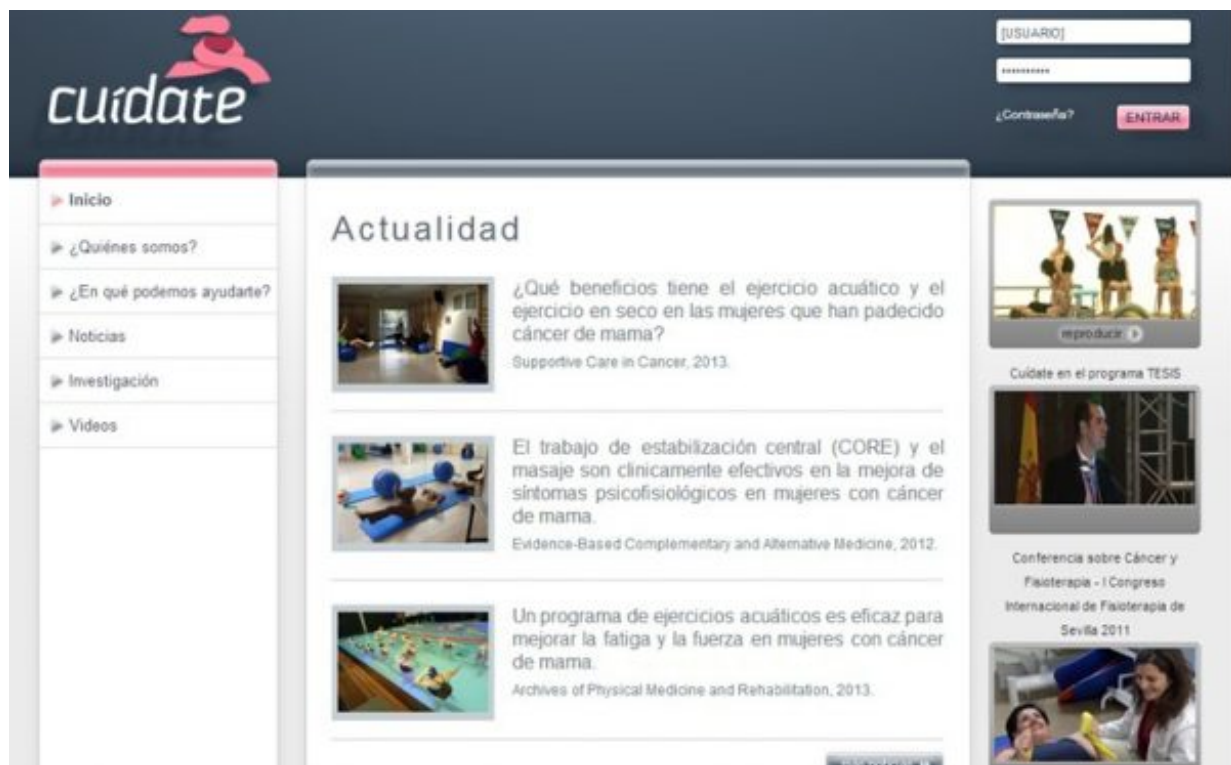 cuídate
[USUARIO]
¿Contraseña?
ENTRAR
Inicio
¿Quiénes somos?
¿En qué podemos ayudarte?
Noticias
Investigación
Videos
Actualidad
¿Qué beneficios tiene el ejercicio acuático y el
ejercicio en seco en las mujeres que han padecido
cáncer de mama?
Supportive Care in Cancer, 2013.
El trabajo de estabilización central (CORE) y el
masaje son clinicamente efectivos en la mejora de
síntomas psicofisiológicos en mujeres con cáncer
de mama.
Evidence-Based Complementary and Alternative Medicine, 2012.
Un programa de ejercicios acuáticos es eficaz para
mejorar la fatiga y la fuerza en mujeres con cáncer
de mama.
Archives of Physical Medicine and Rehabilitation, 2013.
reproducir
Cuídate en el programa TESIS
Conferencia sobre Cáncer y
Fisioterapia - I Congreso
Internacional de Fisioterapia de
Sevilla 2011